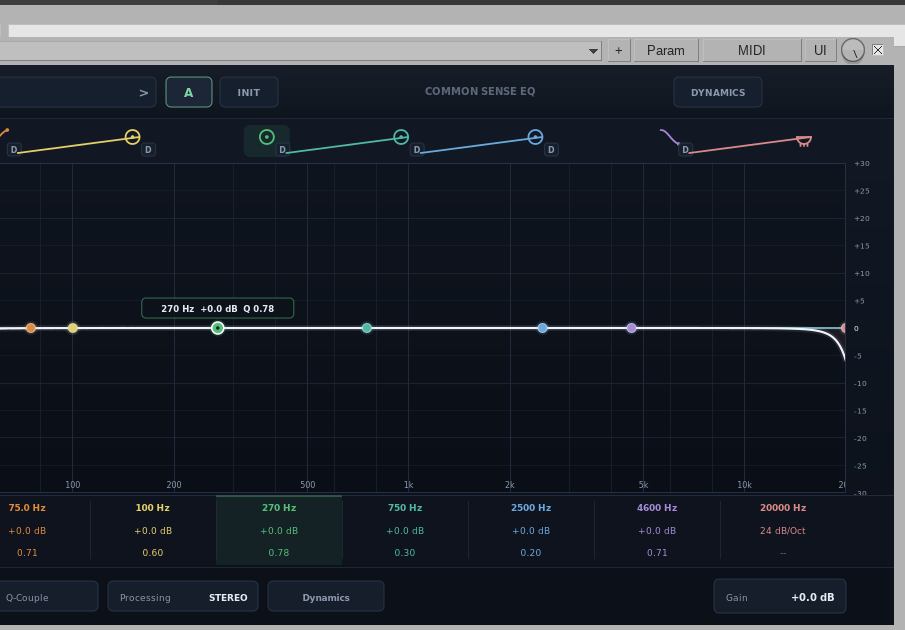 + Param MIDI UI
> A INIT COMMON SENSE EQ DYNAMICS
D D D D D D
+30
+25
+20
+15
+10
+5
270 Hz +0.0 dB Q 0.78
0
-5
-10
-15
-20
-25
100 200 500 1k 2k 5k 10k
-30
75.0 Hz 100 Hz 270 Hz 750 Hz 2500 Hz 4600 Hz 20000 Hz
+0.0 dB +0.0 dB +0.0 dB +0.0 dB +0.0 dB +0.0 dB 24 dB/Oct
0.71 0.60 0.78 0.30 0.20 0.71 --
Q-Couple Processing STEREO Dynamics Gain +0.0 dB